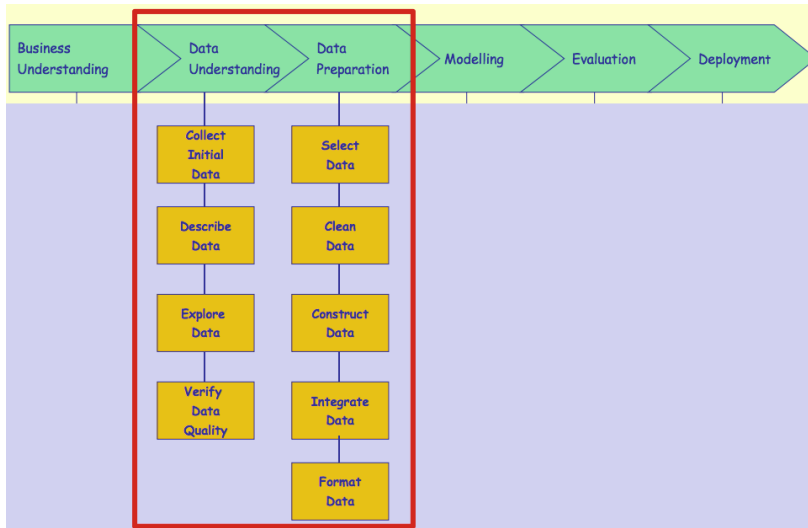 Business
Understanding
Data
Understanding
Data
Preparation
Modelling
Evaluation
Deployment
Collect
Initial
Data
Describe
Data
Explore
Data
Verify
Data
Quality
Select
Data
Clean
Data
Construct
Data
Integrate
Data
Format
Data